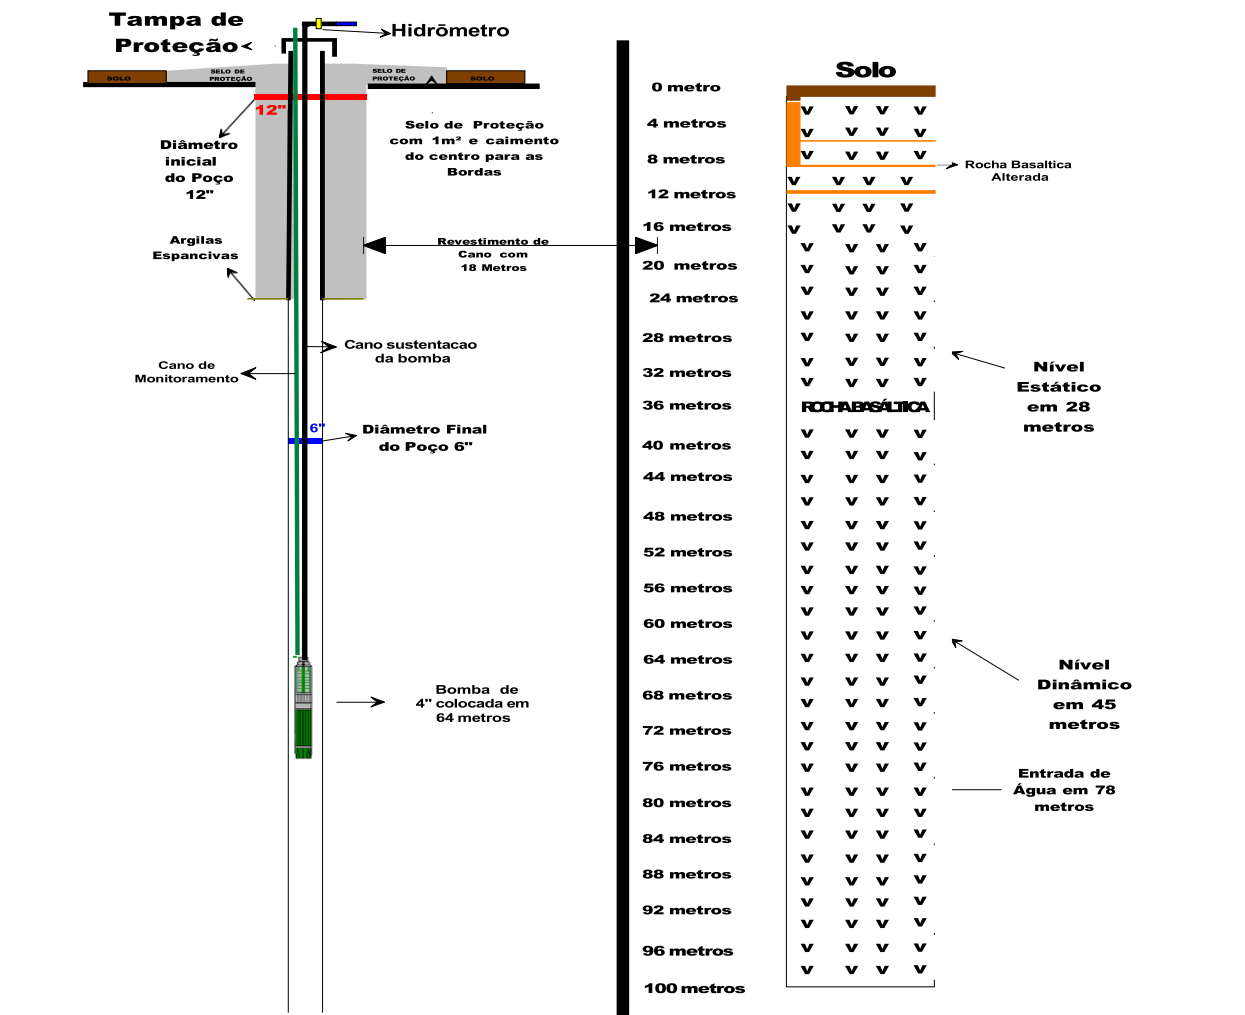 Tampa de
Proteção
Hidrômetro
SOLO
SELO DE
PROTEÇÃO
SELO DE
PROTEÇÃO
SOLO
12"
Diâmetro
inicial
do Poço
12"
Selo de Proteção
com 1m² e caimento
do centro para as
Bordas
Argilas
Espancivas
Revestimento de
Cano com
18 Metros
Cano sustentacao
da bomba
Cano de
Monitoramento
6"
Diâmetro Final
do Poço 6"
Bomba de
4" colocada em
64 metros
Solo
0 metro
4 metros
8 metros
12 metros
16 metros
20 metros
24 metros
28 metros
32 metros
36 metros
40 metros
44 metros
48 metros
52 metros
56 metros
60 metros
64 metros
68 metros
72 metros
76 metros
80 metros
84 metros
88 metros
92 metros
96 metros
100 metros
Rocha Basaltica
Alterada
ROCHA BASÁLTICA
Nível
Estático
em 28
metros
Nível
Dinâmico
em 45
metros
Entrada de
Água em 78
metros